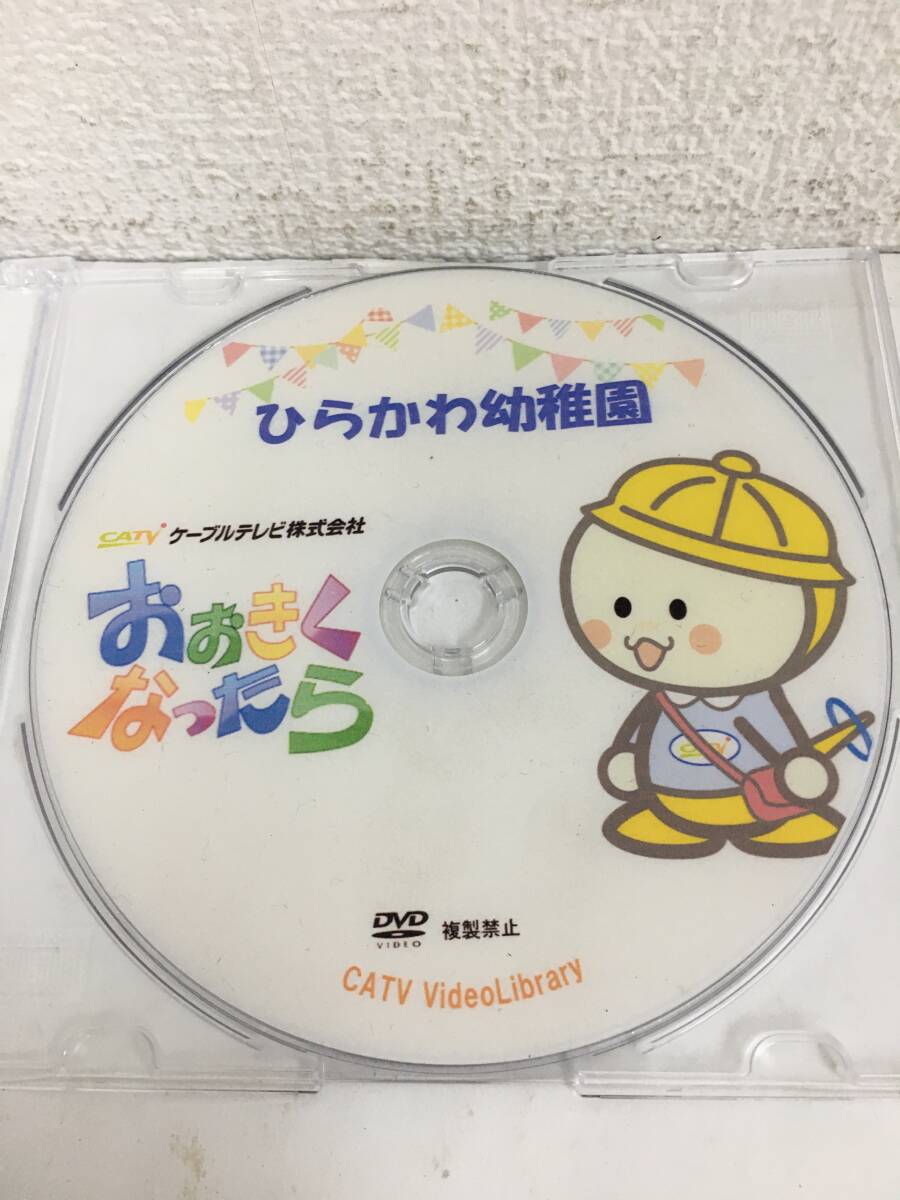 ひらかわ幼稚園
CATV ケーブルテレビ株式会社
おおきく
なったら
CATV
DVD
VIDEO
複製禁止
CATV VideoLibrary